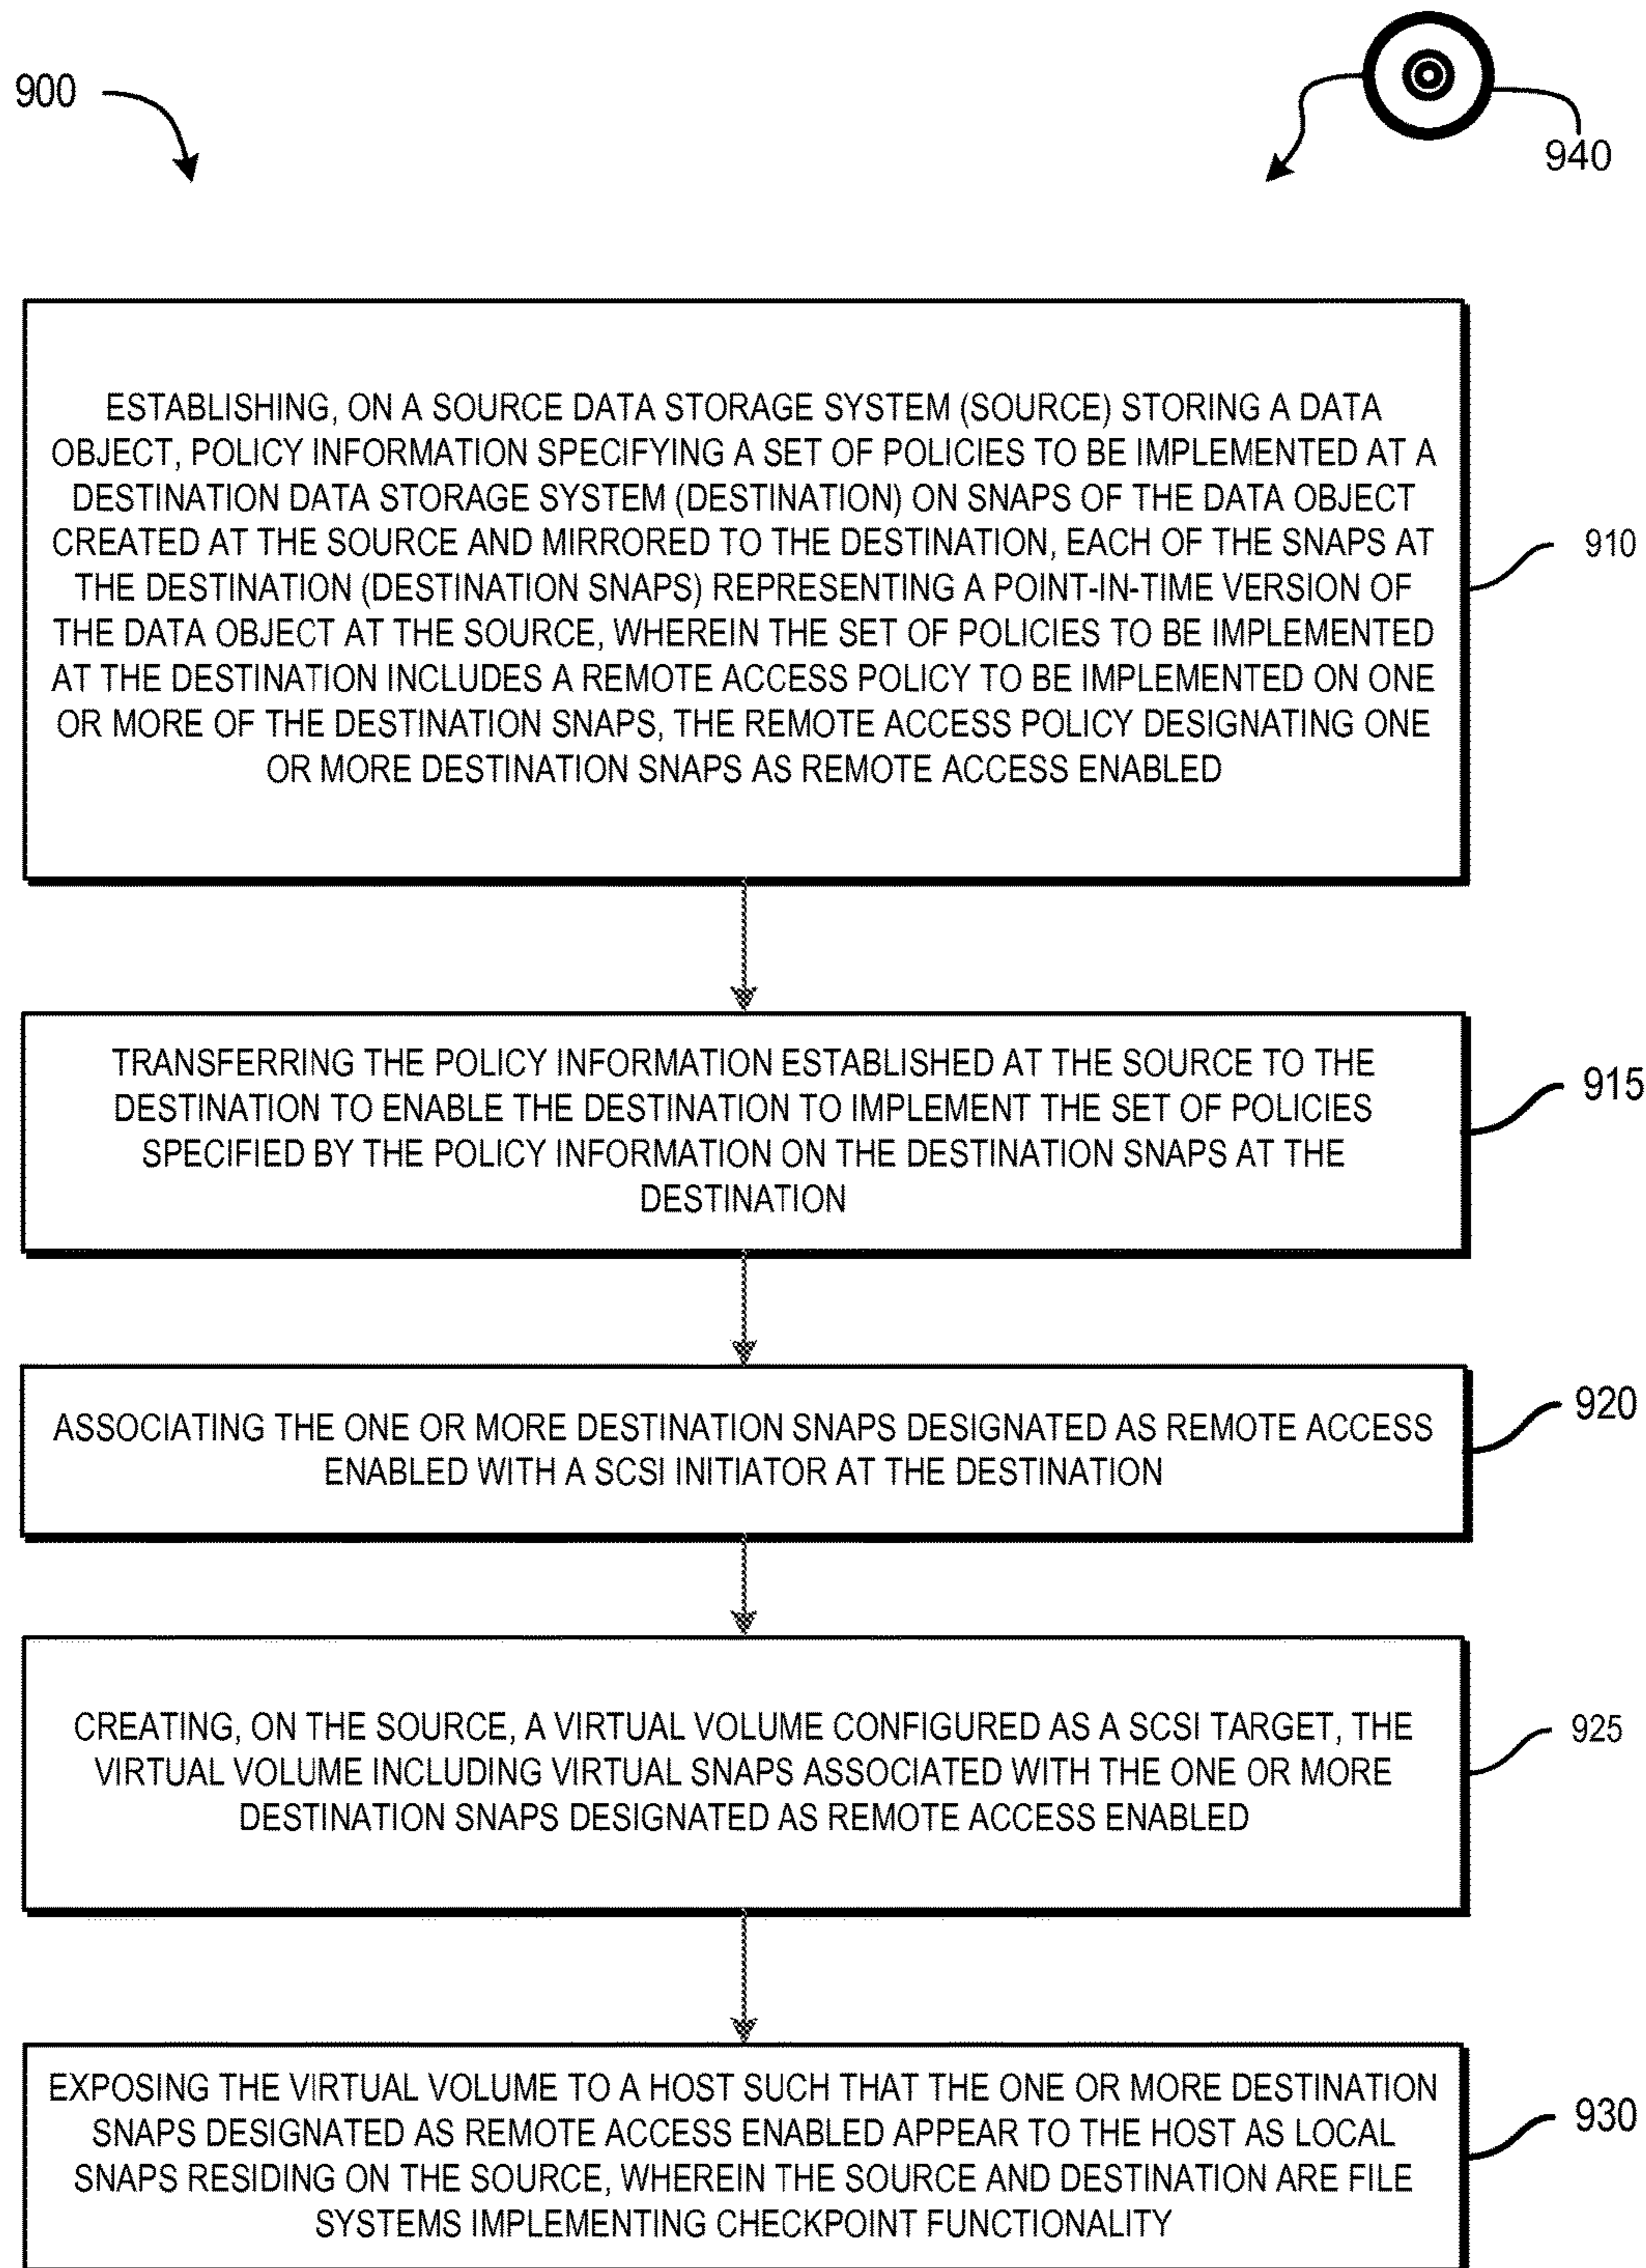 900
940
ESTABLISHING, ON A SOURCE DATA STORAGE SYSTEM (SOURCE) STORING A DATA
OBJECT, POLICY INFORMATION SPECIFYING A SET OF POLICIES TO BE IMPLEMENTED AT A
DESTINATION DATA STORAGE SYSTEM (DESTINATION) ON SNAPS OF THE DATA OBJECT
CREATED AT THE SOURCE AND MIRRORED TO THE DESTINATION, EACH OF THE SNAPS AT
THE DESTINATION (DESTINATION SNAPS) REPRESENTING A POINT-IN-TIME VERSION OF
THE DATA OBJECT AT THE SOURCE, WHEREIN THE SET OF POLICIES TO BE IMPLEMENTED
AT THE DESTINATION INCLUDES A REMOTE ACCESS POLICY TO BE IMPLEMENTED ON ONE
OR MORE OF THE DESTINATION SNAPS, THE REMOTE ACCESS POLICY DESIGNATING ONE
OR MORE DESTINATION SNAPS AS REMOTE ACCESS ENABLED
910
TRANSFERRING THE POLICY INFORMATION ESTABLISHED AT THE SOURCE TO THE
DESTINATION TO ENABLE THE DESTINATION TO IMPLEMENT THE SET OF POLICIES
SPECIFIED BY THE POLICY INFORMATION ON THE DESTINATION SNAPS AT THE
DESTINATION
915
ASSOCIATING THE ONE OR MORE DESTINATION SNAPS DESIGNATED AS REMOTE ACCESS
ENABLED WITH A SCSI INITIATOR AT THE DESTINATION
920
CREATING, ON THE SOURCE, A VIRTUAL VOLUME CONFIGURED AS A SCSI TARGET, THE
VIRTUAL VOLUME INCLUDING VIRTUAL SNAPS ASSOCIATED WITH THE ONE OR MORE
DESTINATION SNAPS DESIGNATED AS REMOTE ACCESS ENABLED
925
EXPOSING THE VIRTUAL VOLUME TO A HOST SUCH THAT THE ONE OR MORE DESTINATION
SNAPS DESIGNATED AS REMOTE ACCESS ENABLED APPEAR TO THE HOST AS LOCAL
SNAPS RESIDING ON THE SOURCE, WHEREIN THE SOURCE AND DESTINATION ARE FILE
SYSTEMS IMPLEMENTING CHECKPOINT FUNCTIONALITY
930